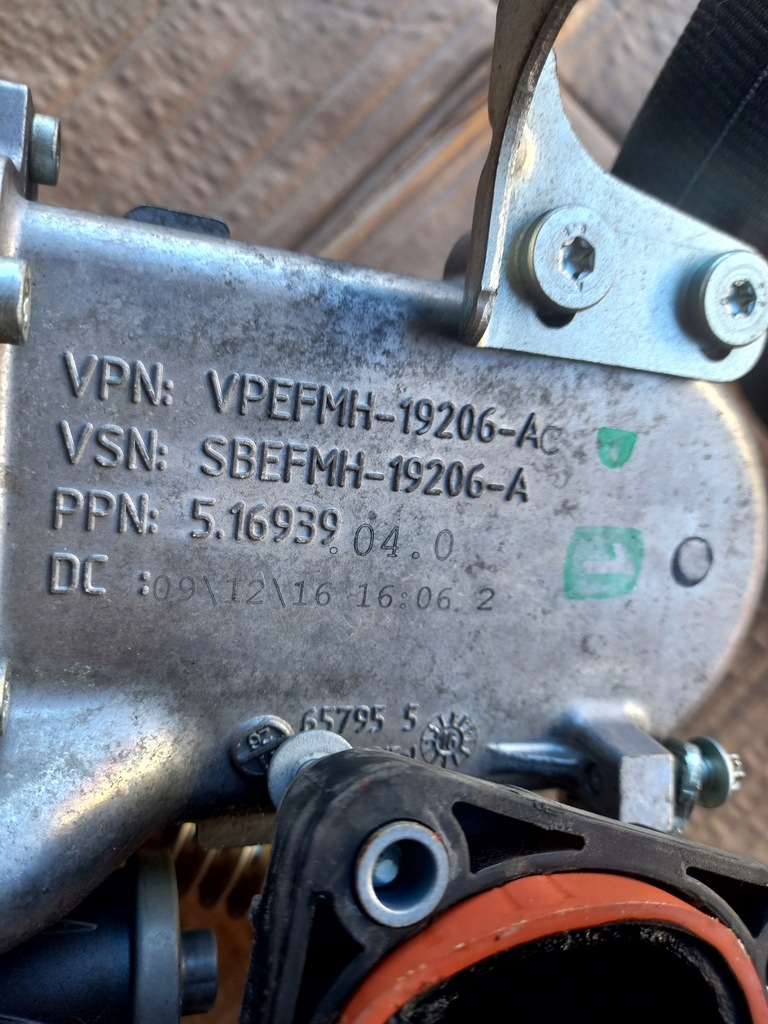 VPN: VPEFMH-19206-AC
VSN: SBEFMH-19206-A
PPN: 5.16939.04.0
DC :09\12\16 16:06 2
65795 5